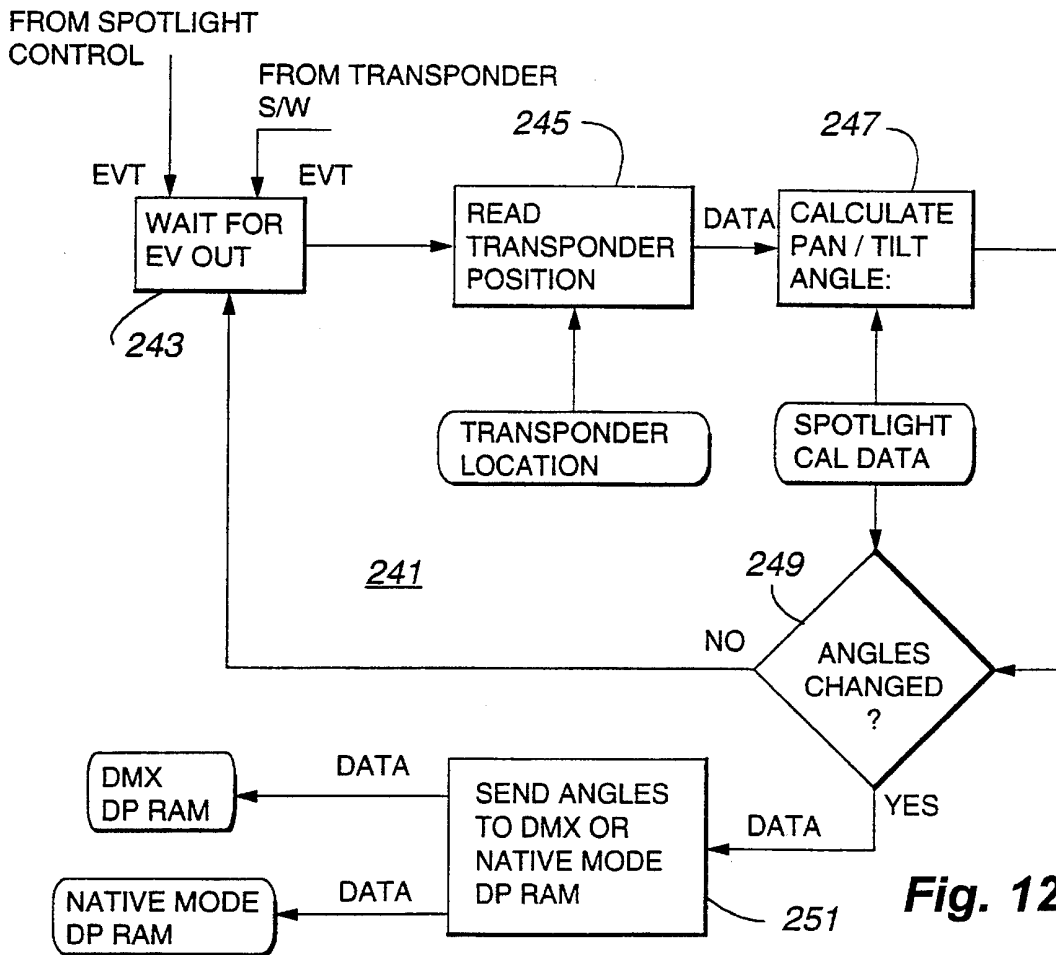 FROM SPOTLIGHT
CONTROL
FROM TRANSPONDER
S/W
EVT
EVT
WAIT FOR
EV OUT
243
245
READ
TRANSPONDER
POSITION
DATA
247
CALCULATE
PAN / TILT
ANGLE:
TRANSPONDER
LOCATION
SPOTLIGHT
CAL DATA
241
249
NO
ANGLES
CHANGED
?
YES
DATA
SEND ANGLES
TO DMX OR
NATIVE MODE
DP RAM
251
DATA
DMX
DP RAM
DATA
NATIVE MODE
DP RAM
Fig. 12